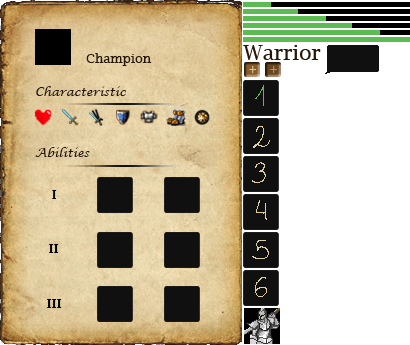 Champion
Characteristic
Abilities
I
II
III
Warrior
+ +
1
2
3
4
5
6